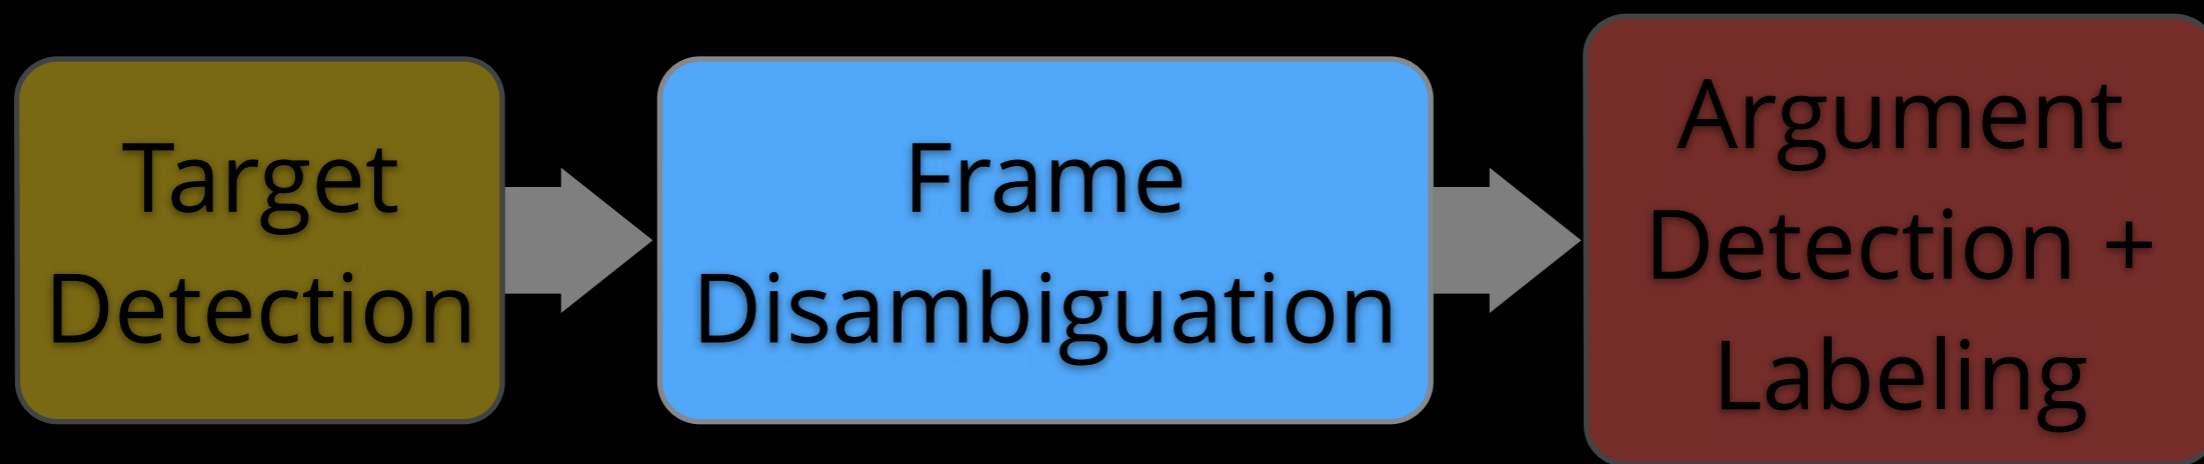 Target
Detection
Frame
Disambiguation
Argument
Detection +
Labeling